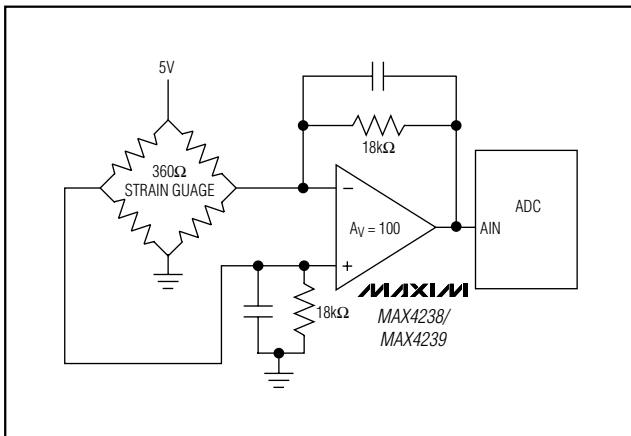 5V
360Ω
STRAIN GUAGE
18kΩ
−
AV = 100
+
AIN
ADC
18kΩ
MAXIM
MAX4238/
MAX4239